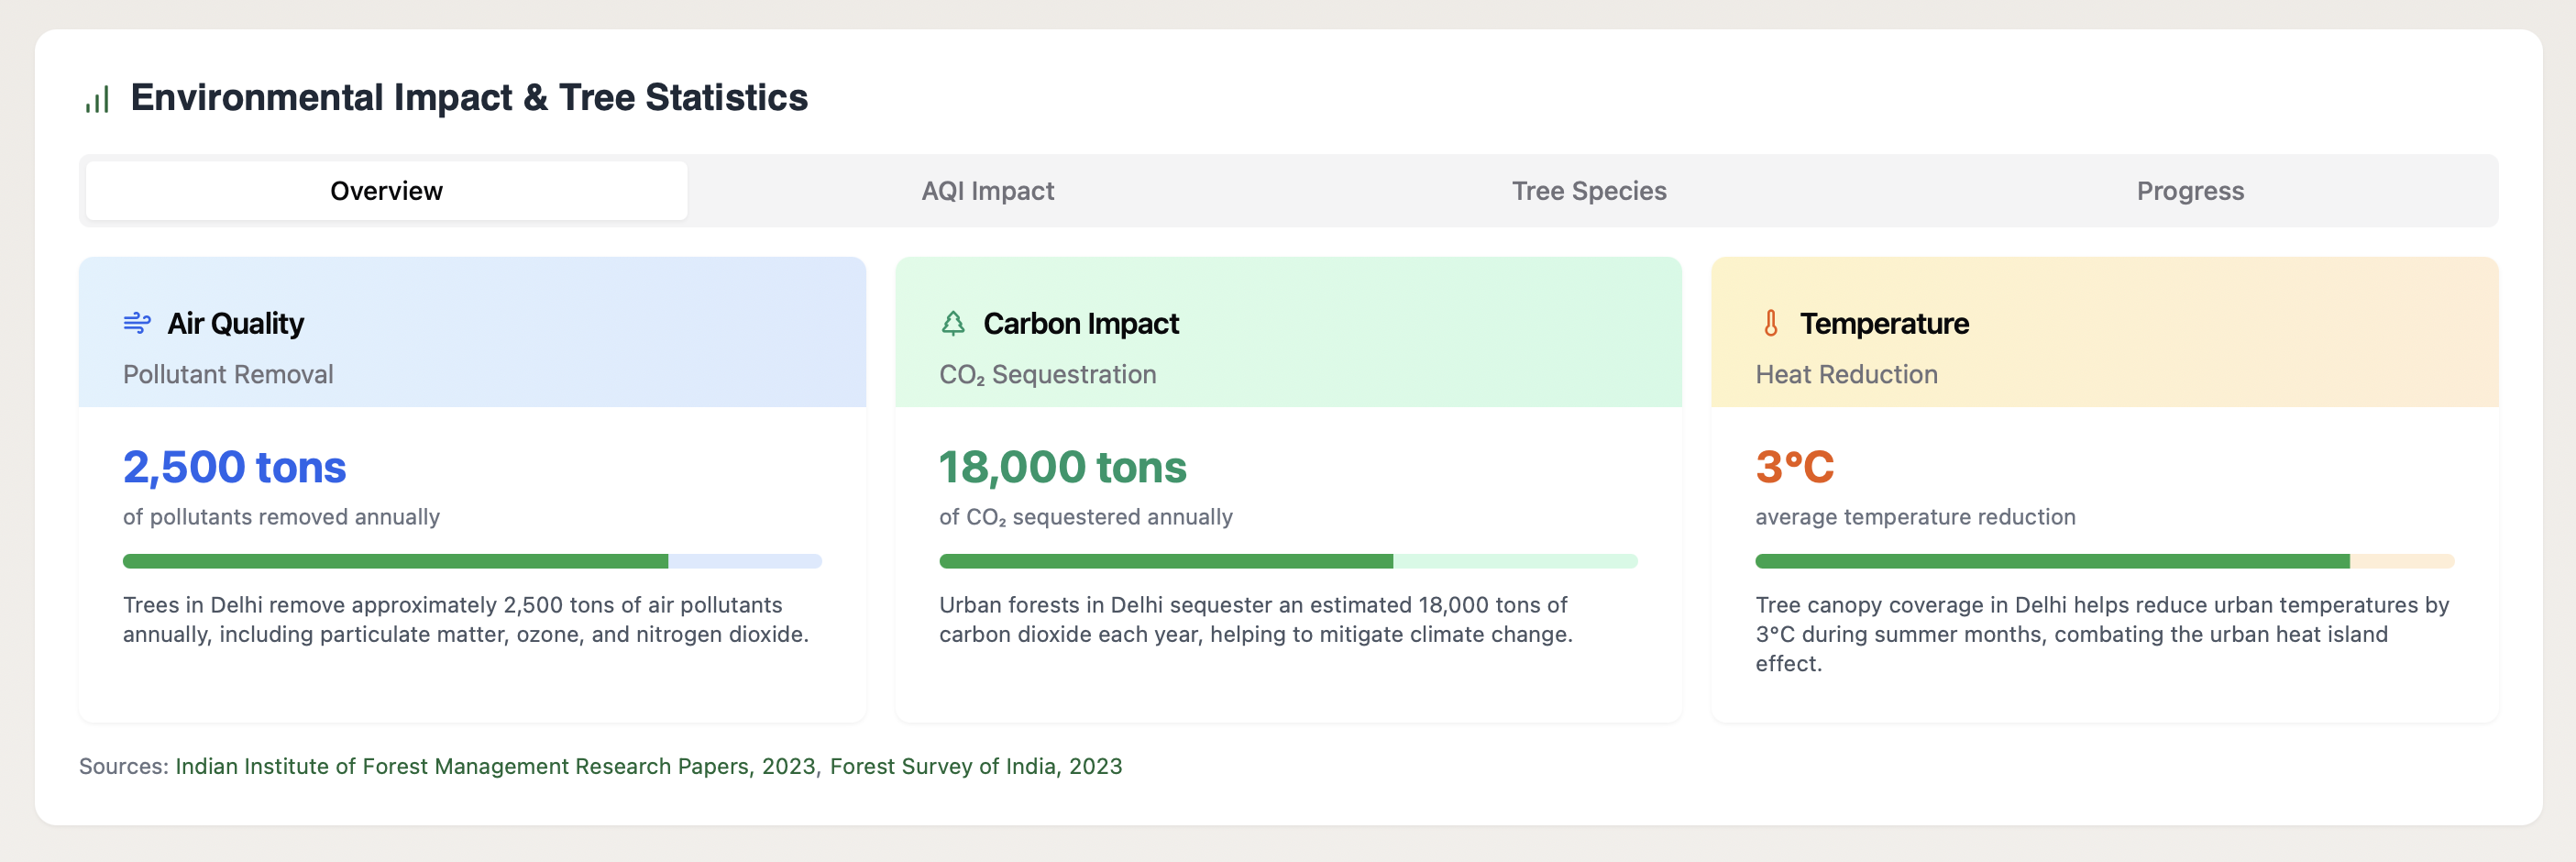 Environmental Impact & Tree Statistics
Overview
AQI Impact
Tree Species
Progress
Air Quality
Pollutant Removal
2,500 tons
of pollutants removed annually
Trees in Delhi remove approximately 2,500 tons of air pollutants
annually, including particulate matter, ozone, and nitrogen dioxide.
Carbon Impact
CO₂ Sequestration
18,000 tons
of CO₂ sequestered annually
Urban forests in Delhi sequester an estimated 18,000 tons of
carbon dioxide each year, helping to mitigate climate change.
Temperature
Heat Reduction
3°C
average temperature reduction
Tree canopy coverage in Delhi helps reduce urban temperatures by
3°C during summer months, combating the urban heat island
effect.
Sources: Indian Institute of Forest Management Research Papers, 2023, Forest Survey of India, 2023